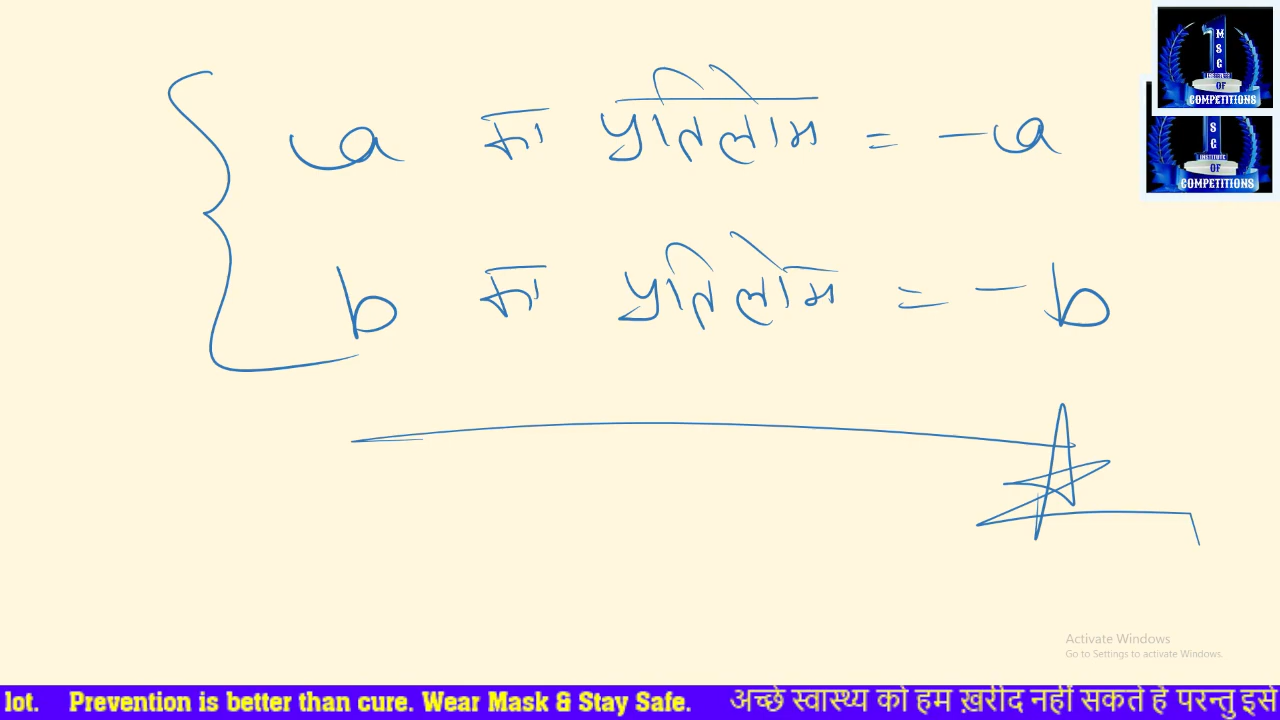 a का प्रतिलोम = -a
b का प्रतिलोम = -b
M
S
C
OF
COMPETITIONS
S
C
INSTITUTE
OF
COMPETITIONS
Activate Windows
Go to Settings to activate Windows.
lot. Prevention is better than cure. Wear Mask & Stay Safe. अच्छे स्वास्थ्य को हम ख़रीद नहीं सकते हैं परन्तु इसे